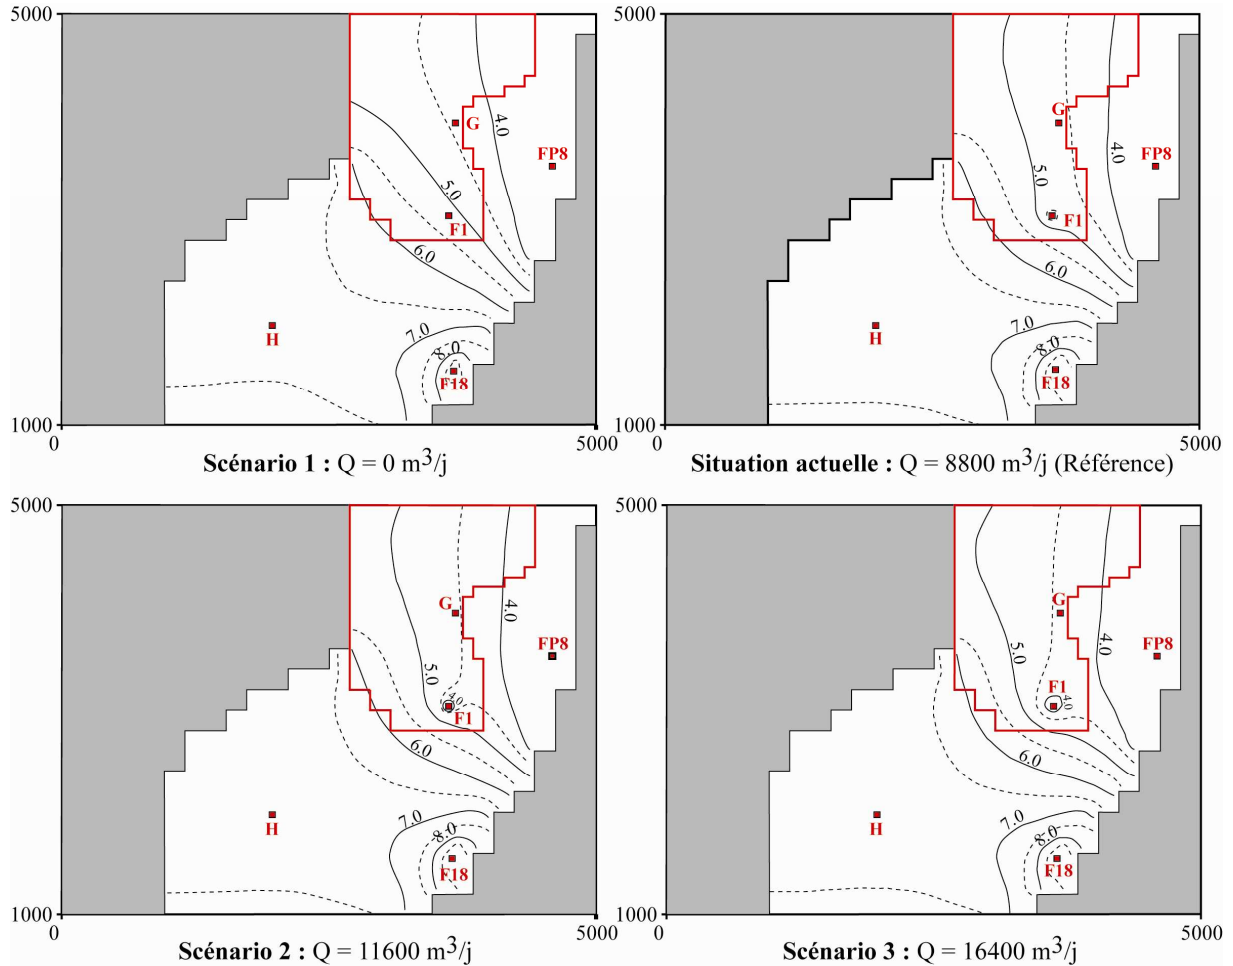 5000
G
4.0
FP8
5.0
F1
6.0
H
7.0
8.0
F18
1000
0
5000
Scénario 1 : Q = 0 m³/j
G
4.0
FP8
5.0
F1
6.0
H
7.0
8.0
F18
0
5000
Situation actuelle : Q = 8800 m³/j (Référence)
5000
G
4.0
FP8
5.0
4.0
F1
6.0
H
7.0
8.0
F18
1000
0
5000
Scénario 2 : Q = 11600 m³/j
G
4.0
FP8
5.0
F1
4.0
6.0
H
7.0
8.0
F18
0
5000
Scénario 3 : Q = 16400 m³/j